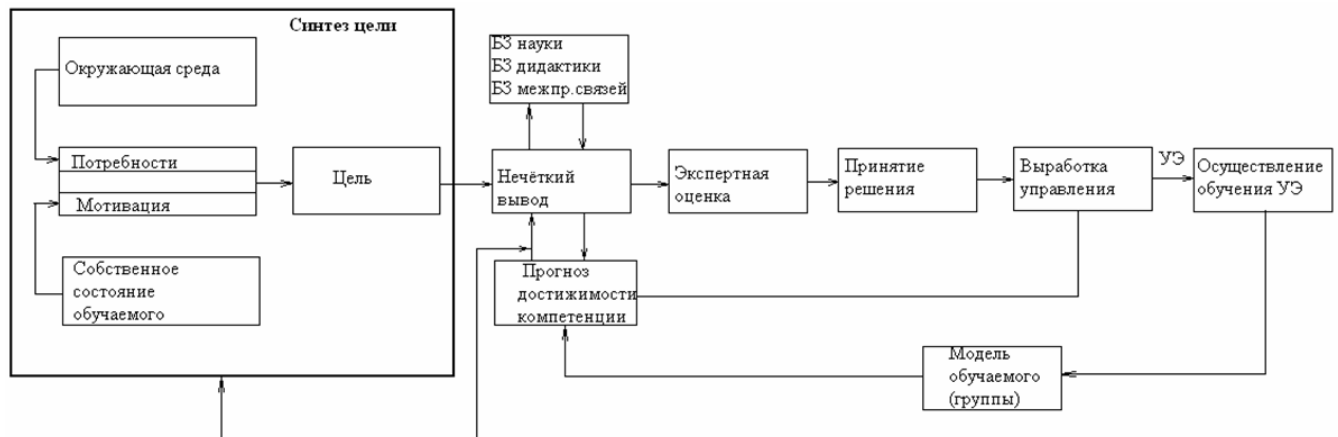 Синтез цели
Окружающая среда
Потребности
Мотивация
Собственное
состояние
обучаемого
Цель
БЗ науки
БЗ дидактики
БЗ межпр.связей
Нечёткий
вывод
Прогноз
достижимости
компетенции
Экспертная
оценка
Принятие
решения
Выработка
управления
УЭ
Осуществление
обучения УЭ
Модель
обучаемого
(группы)